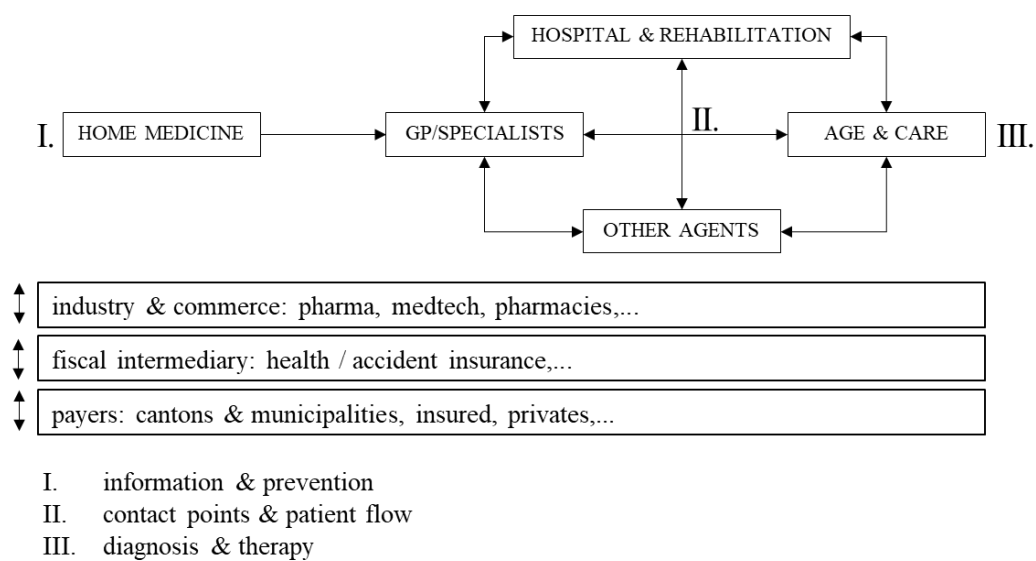 HOSPITAL & REHABILITATION
I. HOME MEDICINE GP/SPECIALISTS II. AGE & CARE III.
OTHER AGENTS
industry & commerce: pharma, medtech, pharmacies,...
fiscal intermediary: health / accident insurance,...
payers: cantons & municipalities, insured, privates,...
I. information & prevention
II. contact points & patient flow
III. diagnosis & therapy